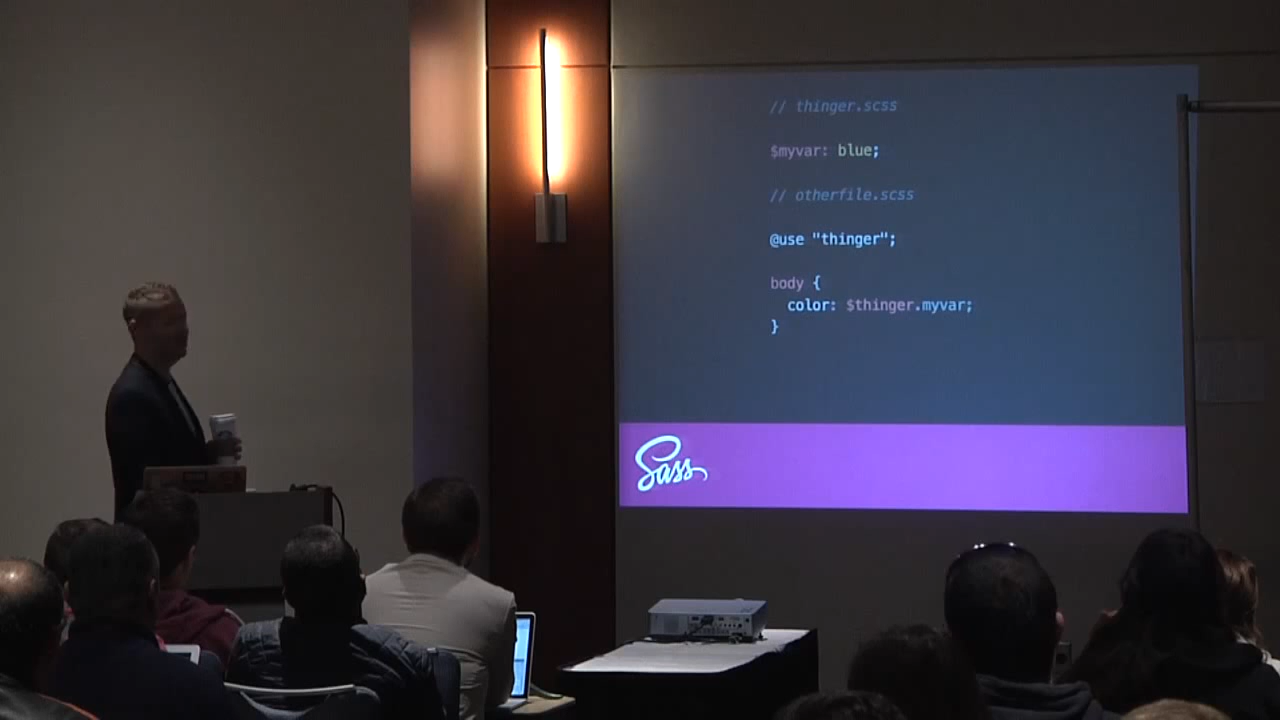 // thinger.scss
$myvar: blue;
// otherfile.scss
@use "thinger";
body {
color: $thinger.myvar;
}
Sass